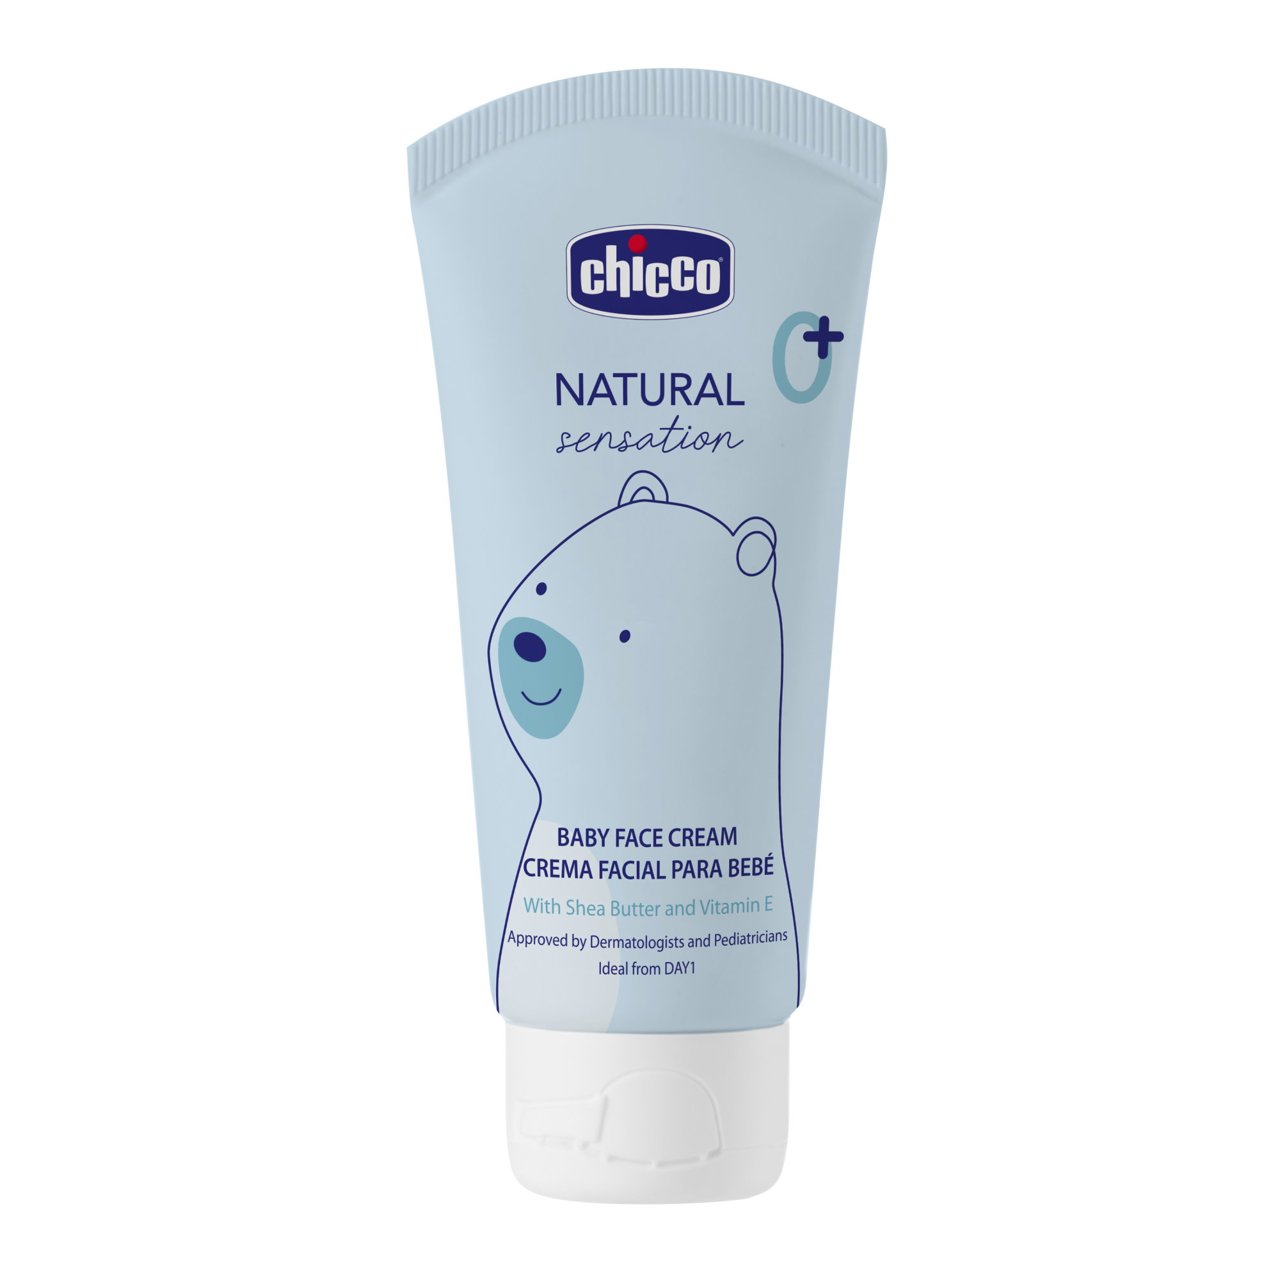 chicco®
0+
NATURAL
sensation
BABY FACE CREAM
CREMA FACIAL PARA BEBÉ
With Shea Butter and Vitamin E
Approved by Dermatologists and Pediatricians
Ideal from DAY1